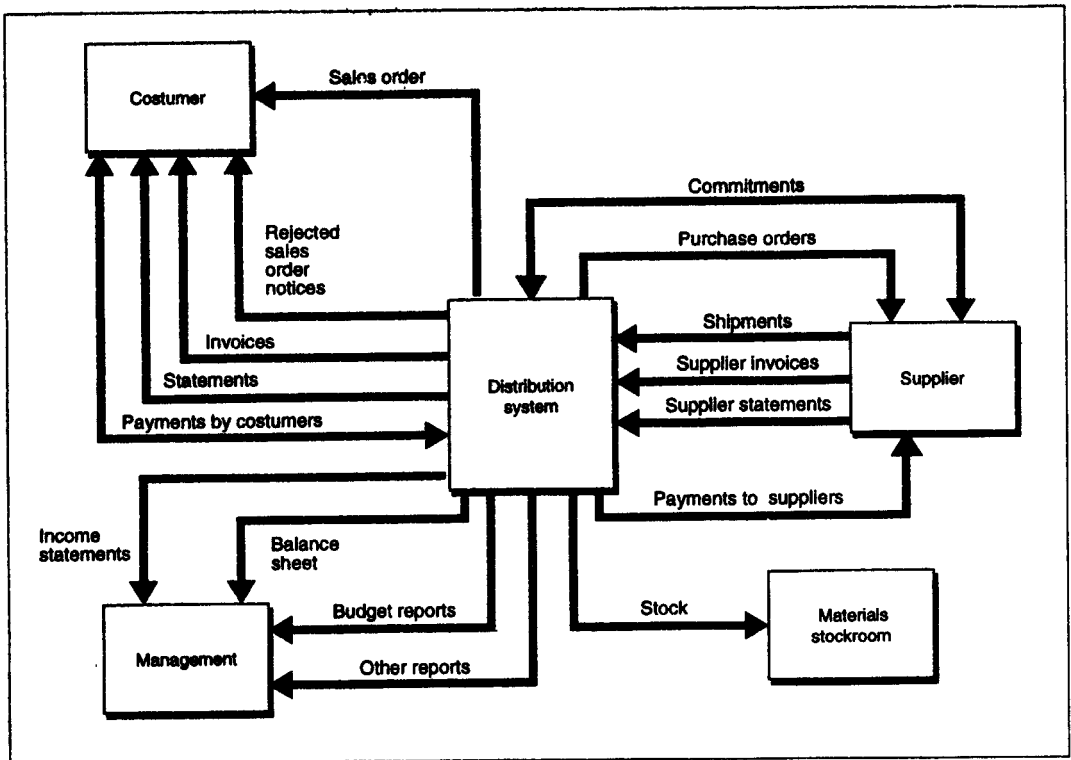 Costumer
Sales order
Commitments
Purchase orders
Rejected
sales
order
notices
Shipments
Invoices
Supplier invoices
Statements
Distribution
system
Supplier
Supplier statements
Payments by costumers
Payments to suppliers
Income
statements
Balance
sheet
Budget reports
Stock
Materials
stockroom
Management
Other reports